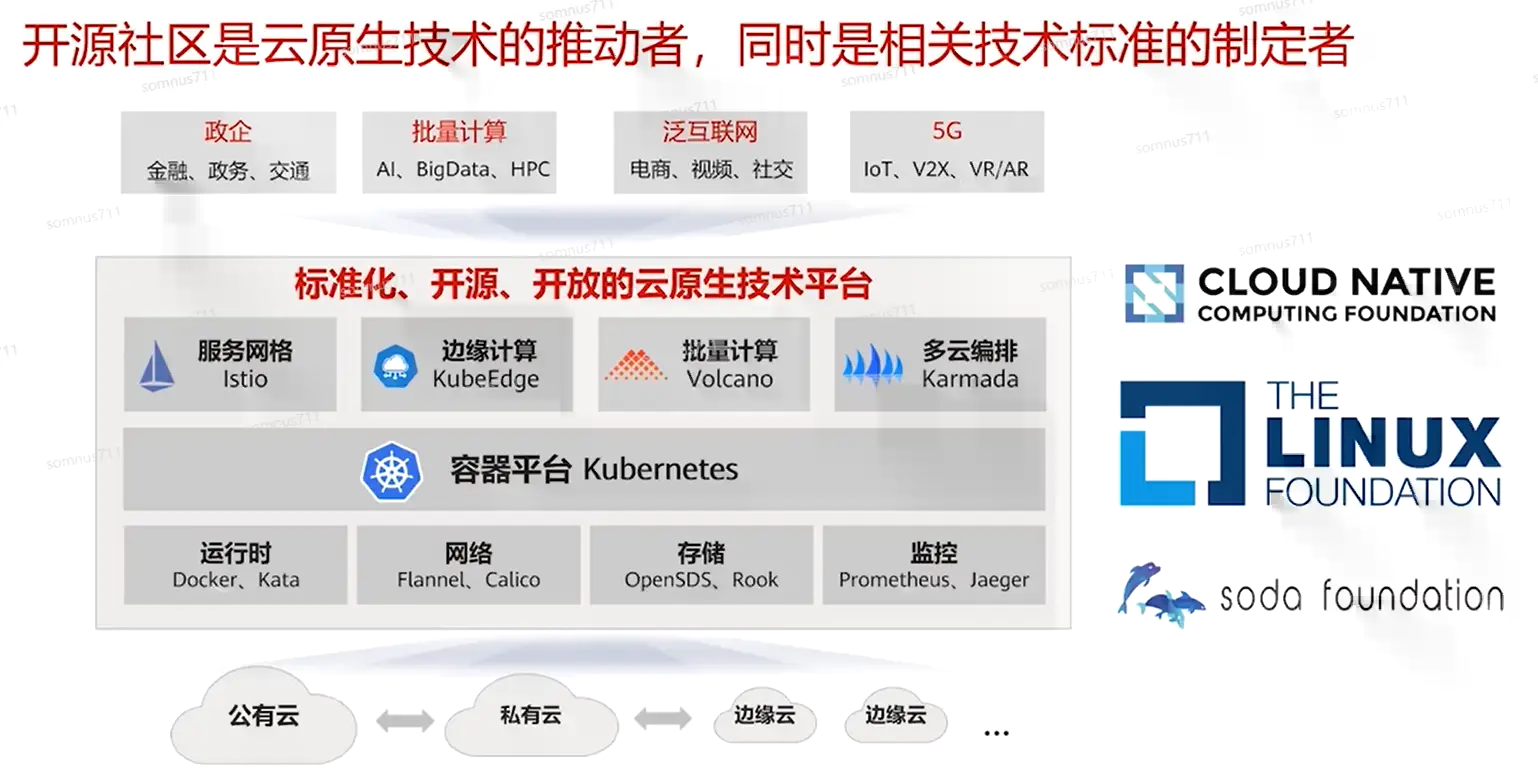 开源社区是云原生技术的推动者，同时是相关技术标准的制定者
政企
金融、政务、交通
批量计算
AI、BigData、HPC
泛互联网
电商、视频、社交
5G
IoT、V2X、VR/AR
标准化、开源、开放的云原生技术平台
服务网格
Istio
边缘计算
KubeEdge
批量计算
Volcano
多云编排
Karmada
容器平台 Kubernetes
运行时
Docker、Kata
网络
Flannel、Calico
存储
OpenSDS、Rook
监控
Prometheus、Jaeger
CLOUD NATIVE
COMPUTING FOUNDATION
THE
LINUX
FOUNDATION
soda foundation
公有云
私有云
边缘云
边缘云
...
somnus711